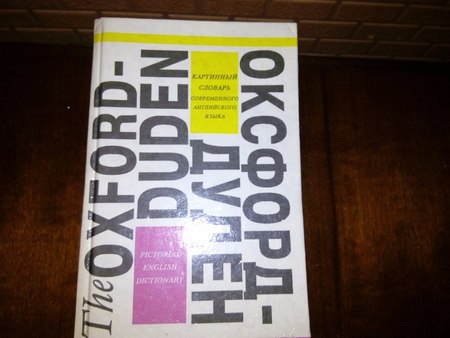 The OXFORD-
DUDEN
PICTORIAL
ENGLISH
DICTIONARY
КАРТИННЫЙ
СЛОВАРЬ
СОВРЕМЕННОГО
АНГЛИЙСКОГО
ЯЗЫКА
ОКСФОРД-
ДУДЕН